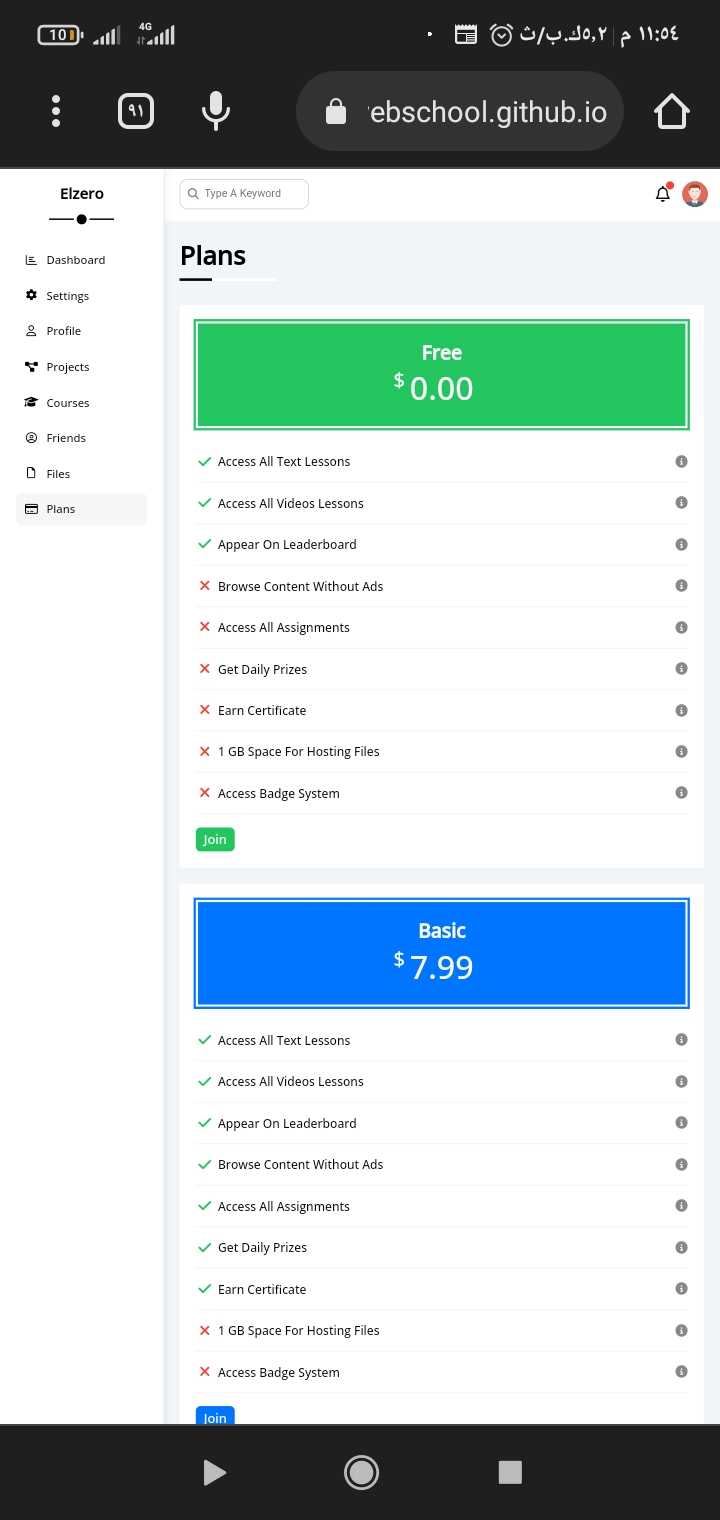 10 4G ٥,٢ك.ب/ث | ١١:٥٤ م
٩١ ebschool.github.io
Elzero
Type A Keyword
Dashboard
Settings
Profile
Projects
Courses
Friends
Files
Plans
Plans
Free
$ 0.00
Access All Text Lessons
Access All Videos Lessons
Appear On Leaderboard
Browse Content Without Ads
Access All Assignments
Get Daily Prizes
Earn Certificate
1 GB Space For Hosting Files
Access Badge System
Join
Basic
$ 7.99
Access All Text Lessons
Access All Videos Lessons
Appear On Leaderboard
Browse Content Without Ads
Access All Assignments
Get Daily Prizes
Earn Certificate
1 GB Space For Hosting Files
Access Badge System
Join